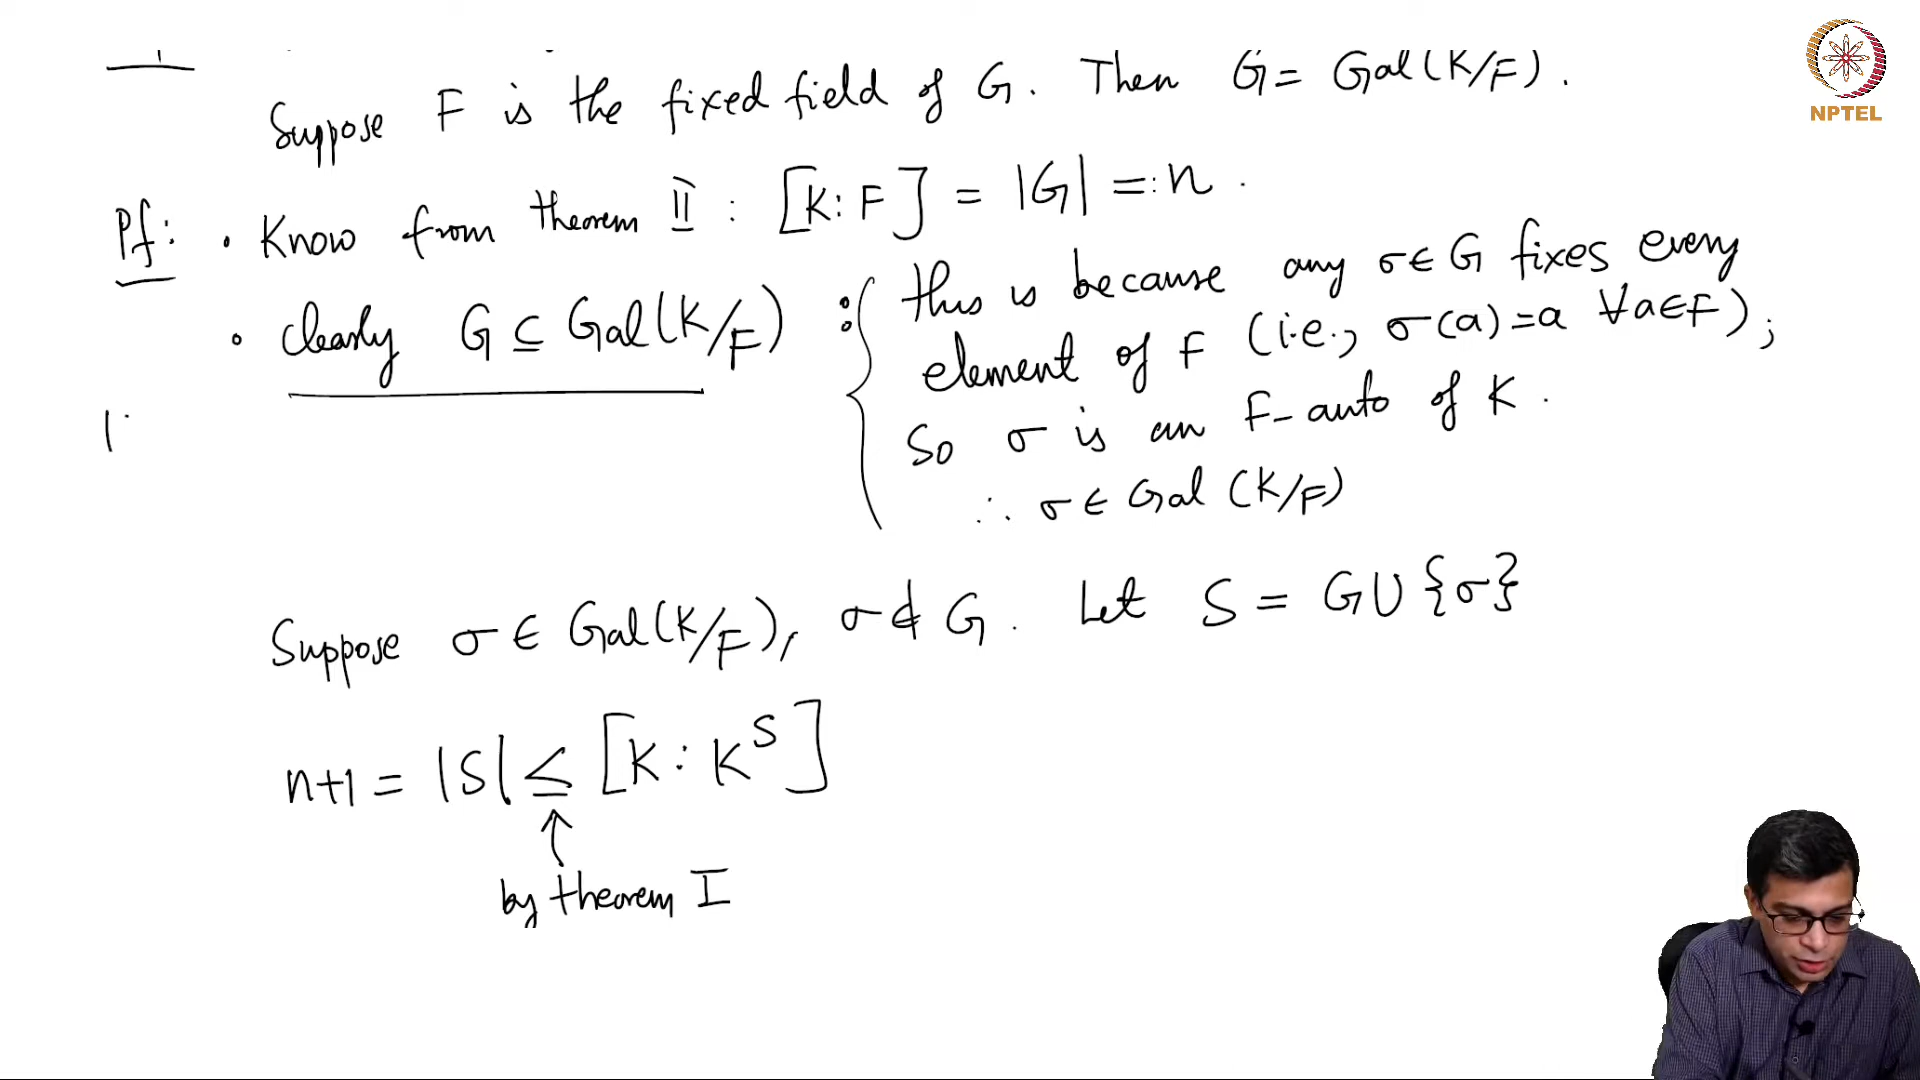 Suppose F is the fixed field of G. Then G = Gal(K/F).
NPTEL
Pf: • Know from theorem II : [K:F] = |G| =: n.
• Clearly G ⊆ Gal(K/F) : this is because any σ∈G fixes every
element of F (i.e., σ(a)=a ∀a∈F);
So σ is an F-auto of K.
∴ σ∈ Gal (K/F)
Suppose σ ∈ Gal(K/F), σ∉G. Let S = G∪{σ}
n+1 = |S| ≤ [K:K^S]
↑
by theorem I